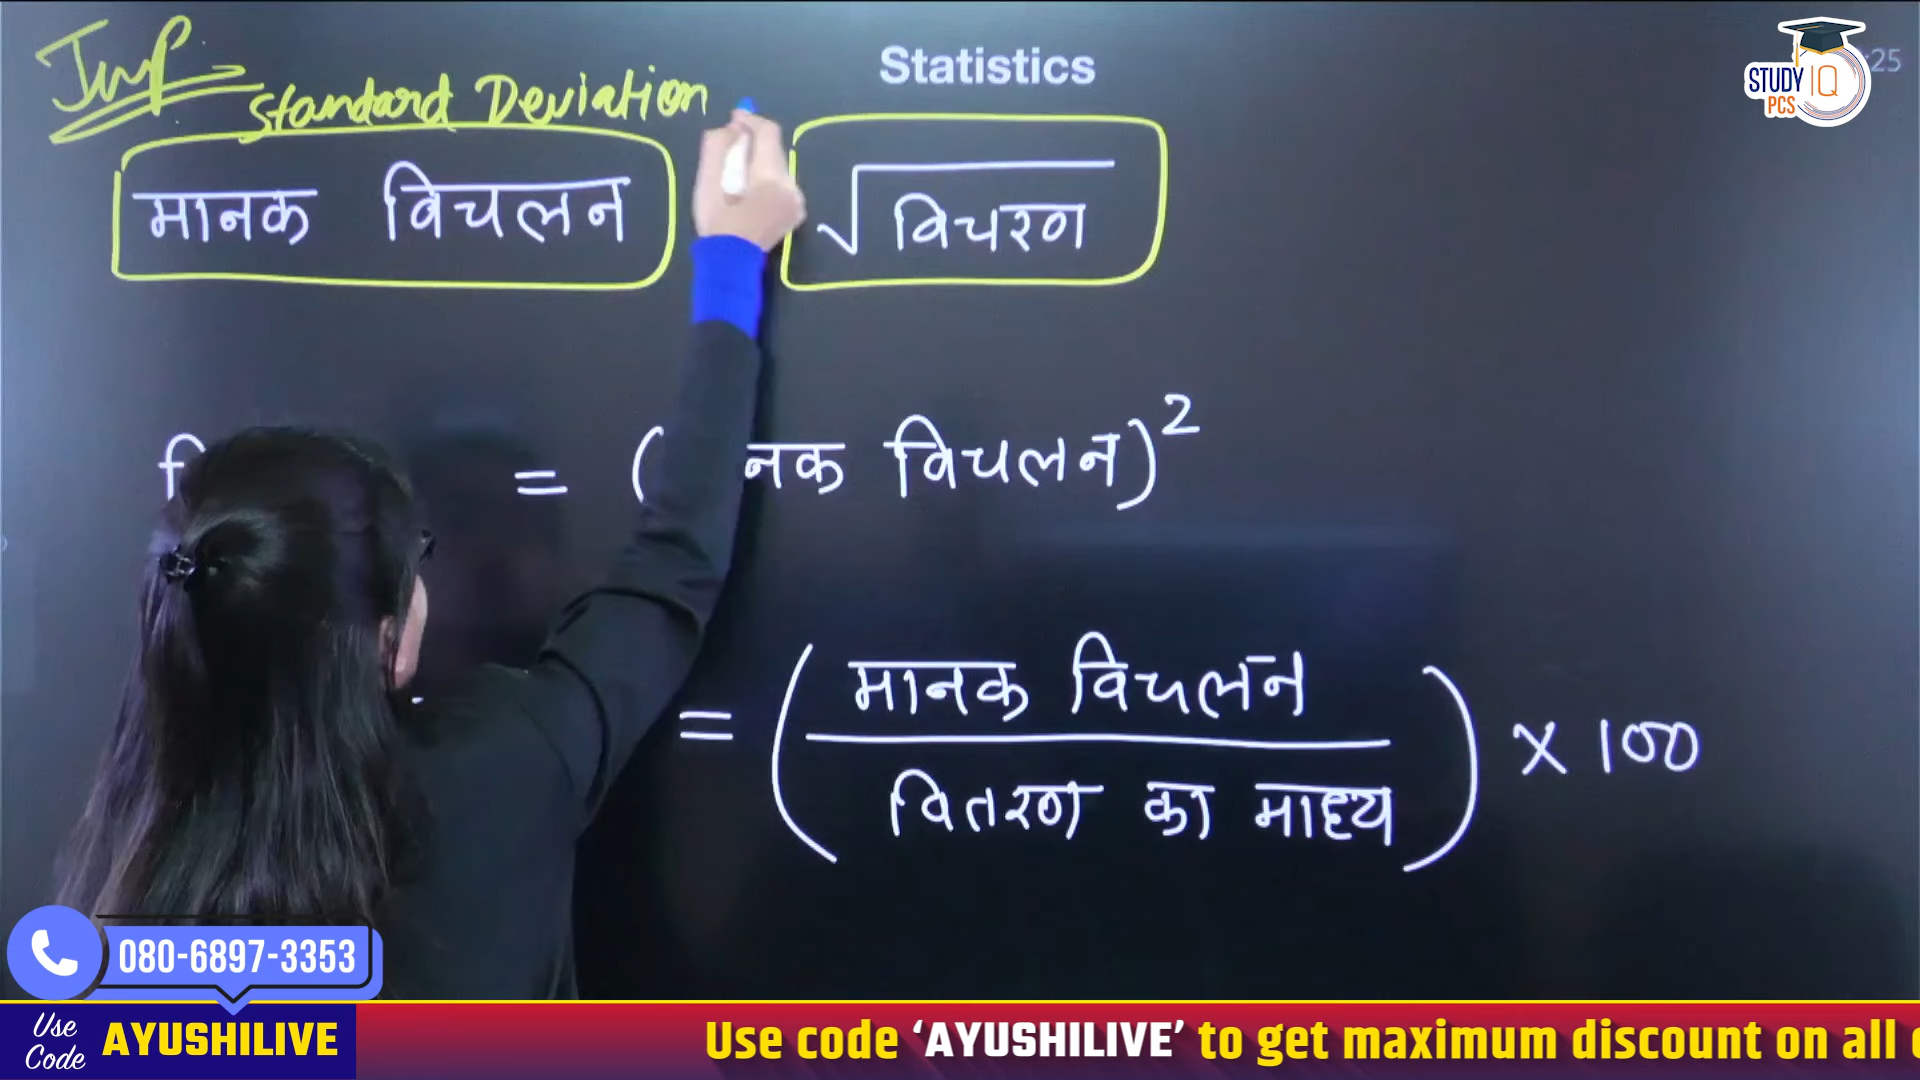 Statistics
:25
STUDY IQ
PCS
Imp
Standard Deviation
मानक विचलन √विचरण
= ( नक विचलन)²
= (मानक विचलन / वितरण का माध्य) × 100
080-6897-3353
Use Code AYUSHILIVE
Use code ‘AYUSHILIVE’ to get maximum discount on all